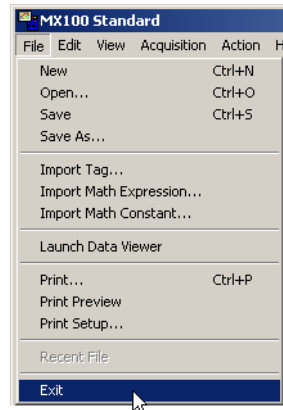 MX100 Standard
File Edit View Acquisition Action H
New Ctrl+N
Open... Ctrl+O
Save Ctrl+S
Save As...
Import Tag...
Import Math Expression...
Import Math Constant...
Launch Data Viewer
Print... Ctrl+P
Print Preview
Print Setup...
Recent File
Exit